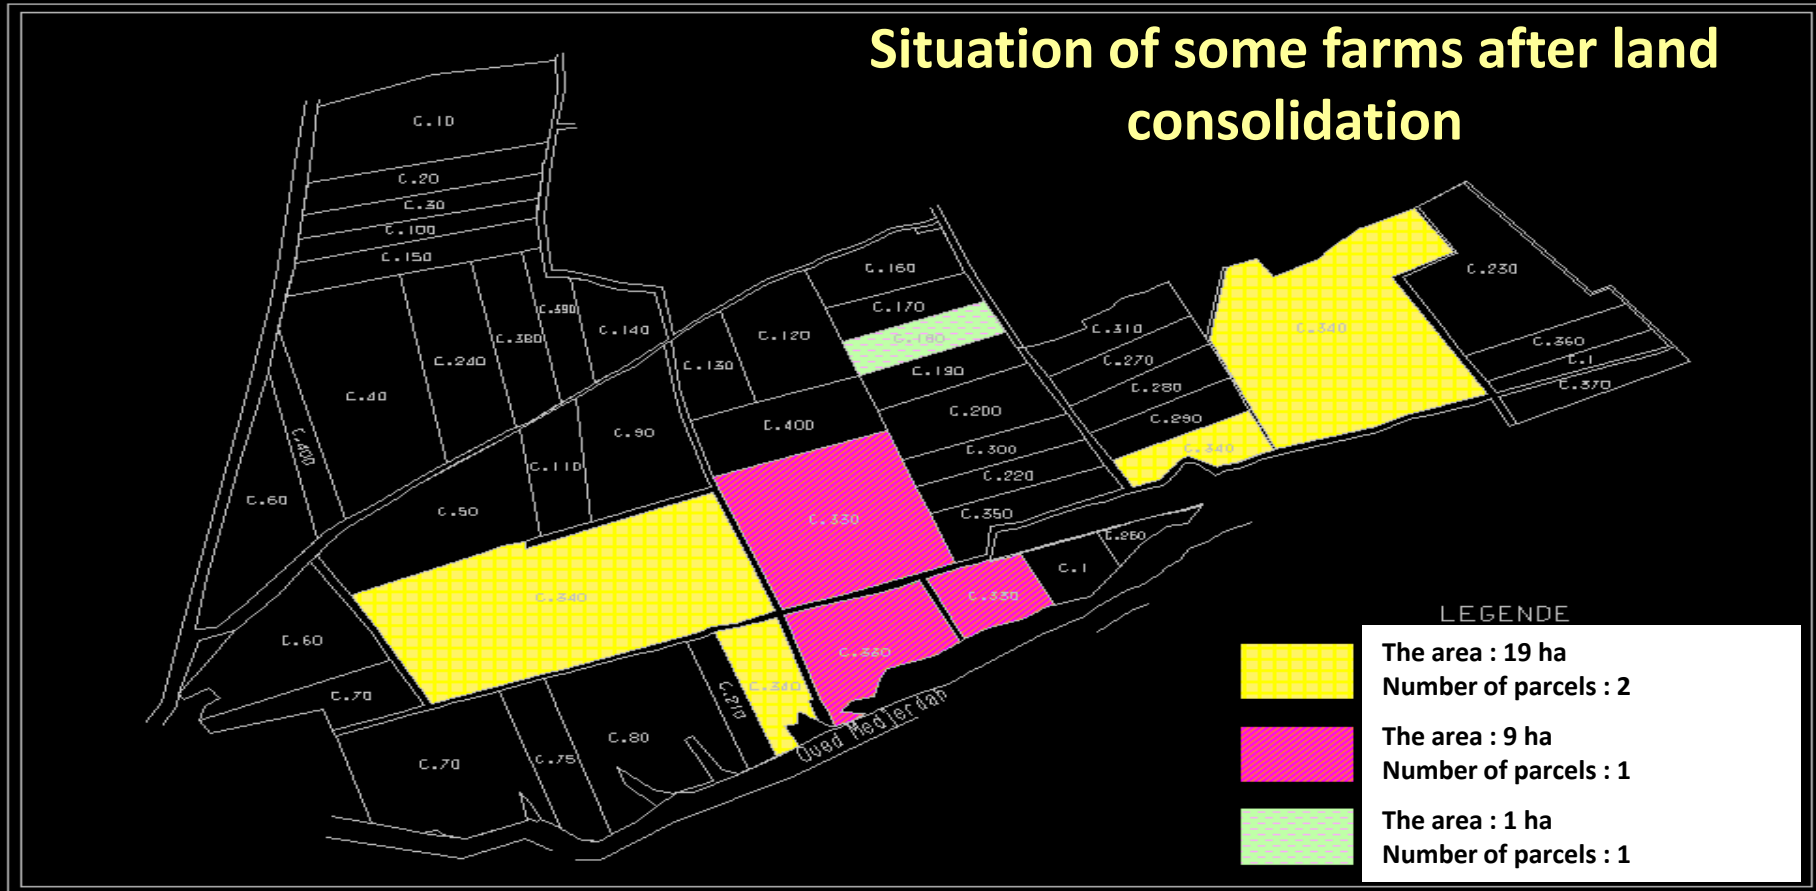 Situation of some farms after land
consolidation
C.10
C.20
C.30
C.100
C.150
C.390
C.140
C.380
C.240
C.40
C.400
C.60
C.50
C.110
C.90
C.130
C.120
C.160
C.170
C.180
C.190
C.200
C.400
C.300
C.220
C.350
C.310
C.270
C.280
C.290
C.340
C.340
C.230
C.360
C.1
C.370
C.330
C.340
C.330
C.1
C.260
C.330
C.340
C.210
C.60
C.70
C.70
C.75
C.80
Oued Medjerdah
LEGENDE
The area : 19 ha
Number of parcels : 2
The area : 9 ha
Number of parcels : 1
The area : 1 ha
Number of parcels : 1